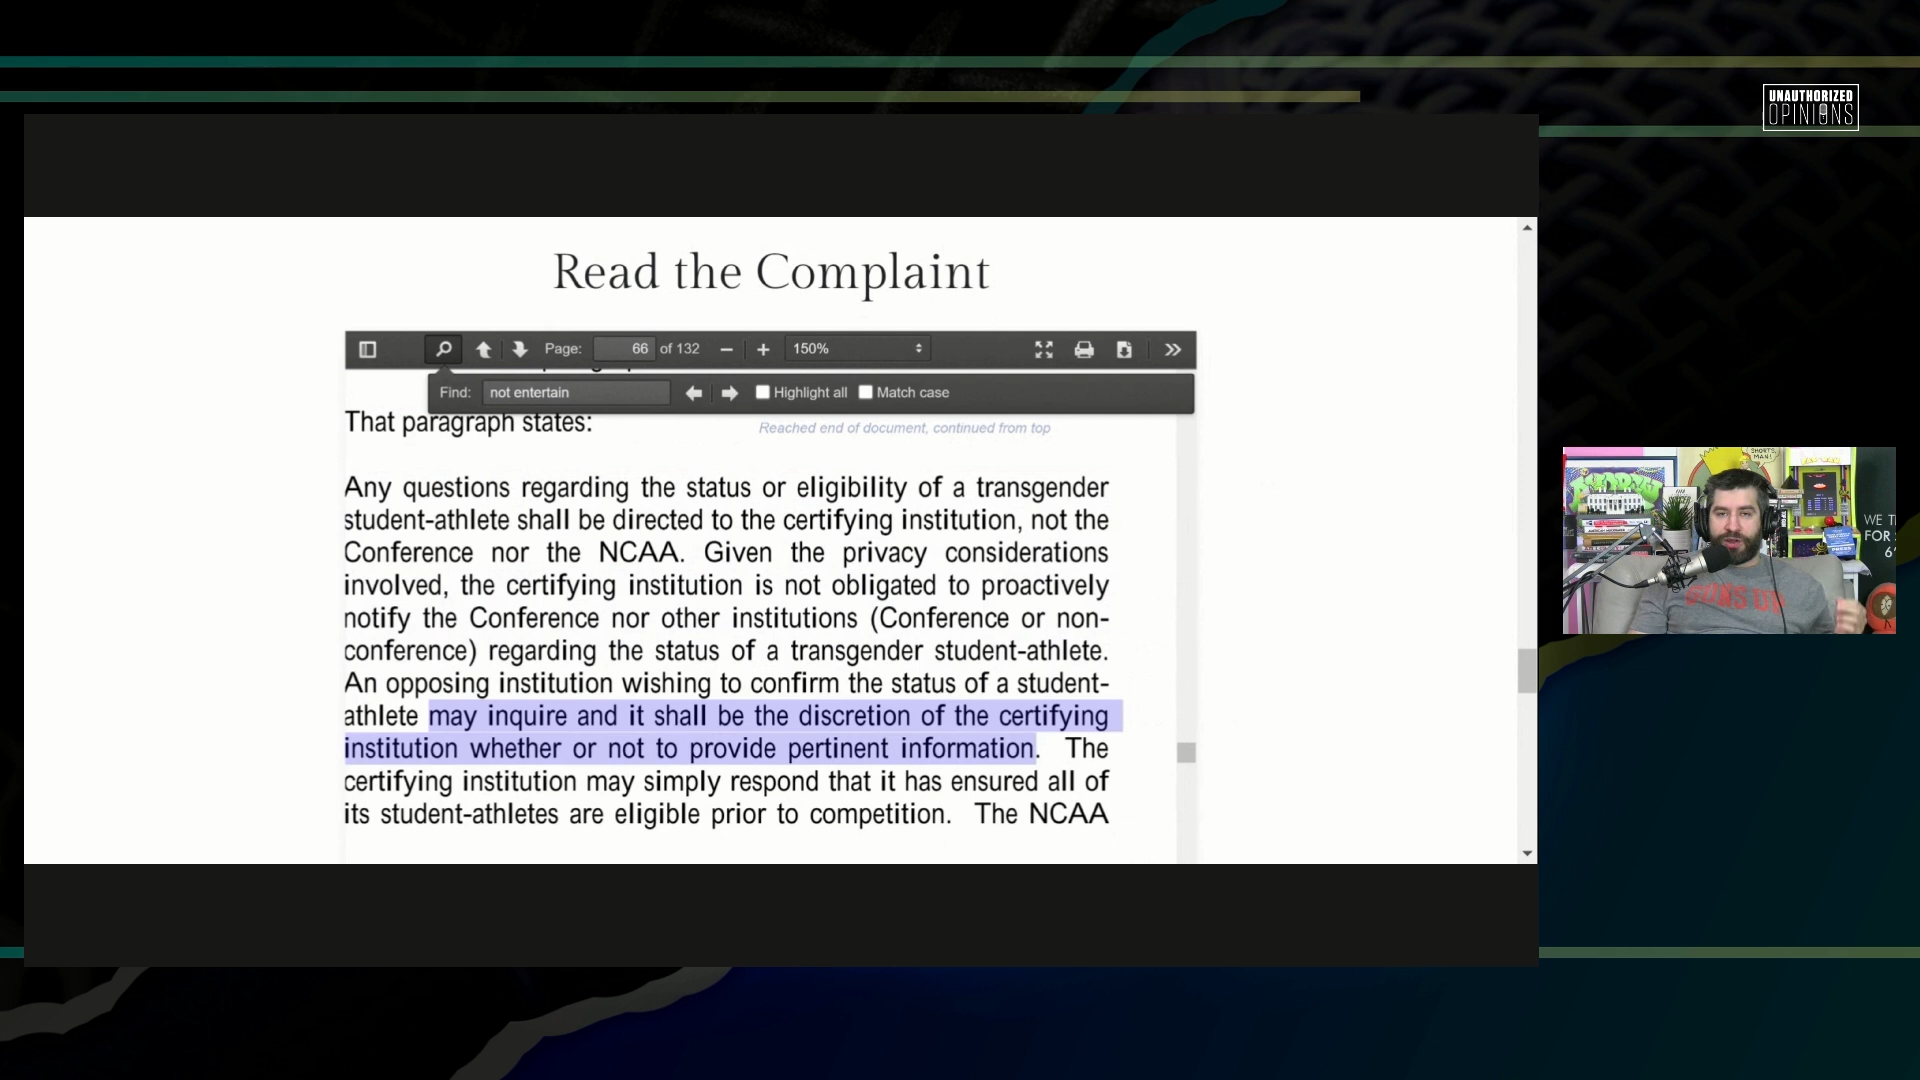 UNAUTHORIZED
OPINIONS
Read the Complaint
Page: 66 of 132 150%
Find: not entertain Highlight all Match case
Reached end of document, continued from top
That paragraph states:
Any questions regarding the status or eligibility of a transgender
student-athlete shall be directed to the certifying institution, not the
Conference nor the NCAA. Given the privacy considerations
involved, the certifying institution is not obligated to proactively
notify the Conference nor other institutions (Conference or non-
conference) regarding the status of a transgender student-athlete.
An opposing institution wishing to confirm the status of a student-
athlete may inquire and it shall be the discretion of the certifying
institution whether or not to provide pertinent information. The
certifying institution may simply respond that it has ensured all of
its student-athletes are eligible prior to competition. The NCAA
SHORTS,
MAN!
WE T
FOR
6'